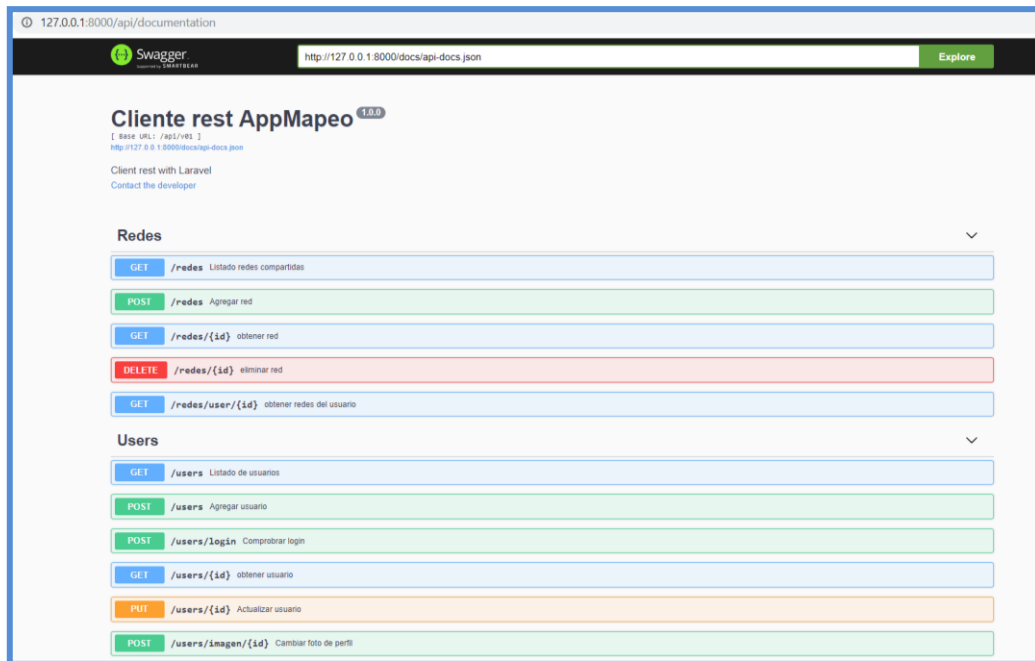 127.0.0.1:8000/api/documentation
Swagger
Supported by SMARTBEAR
http://127.0.0.1:8000/docs/api-docs.json
Explore
Cliente rest AppMapeo 1.0.0
[ Base URL: /api/v01 ]
http://127.0.0.1:8000/docs/api-docs.json
Client rest with Laravel
Contact the developer
Redes
GET /redes Listado redes compartidas
POST /redes Agregar red
GET /redes/{id} obtener red
DELETE /redes/{id} eliminar red
GET /redes/user/{id} obtener redes del usuario
Users
GET /users Listado de usuarios
POST /users Agregar usuario
POST /users/login Comprobrar login
GET /users/{id} obtener usuario
PUT /users/{id} Actualizar usuario
POST /users/imagen/{id} Cambiar foto de perfil